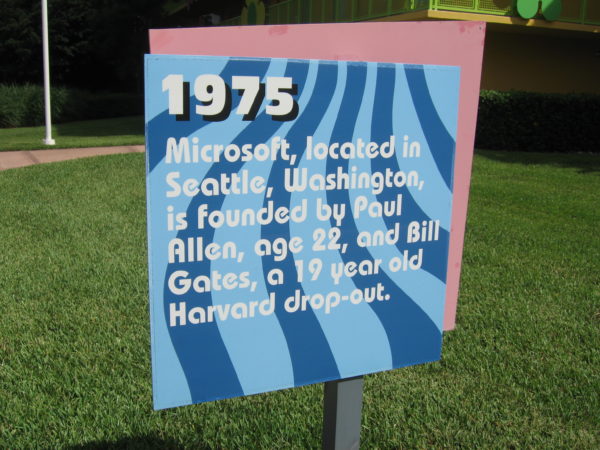 1975
Microsoft, located in
Seattle, Washington,
is founded by Paul
Allen, age 22, and Bill
Gates, a 19 year old
Harvard drop-out.